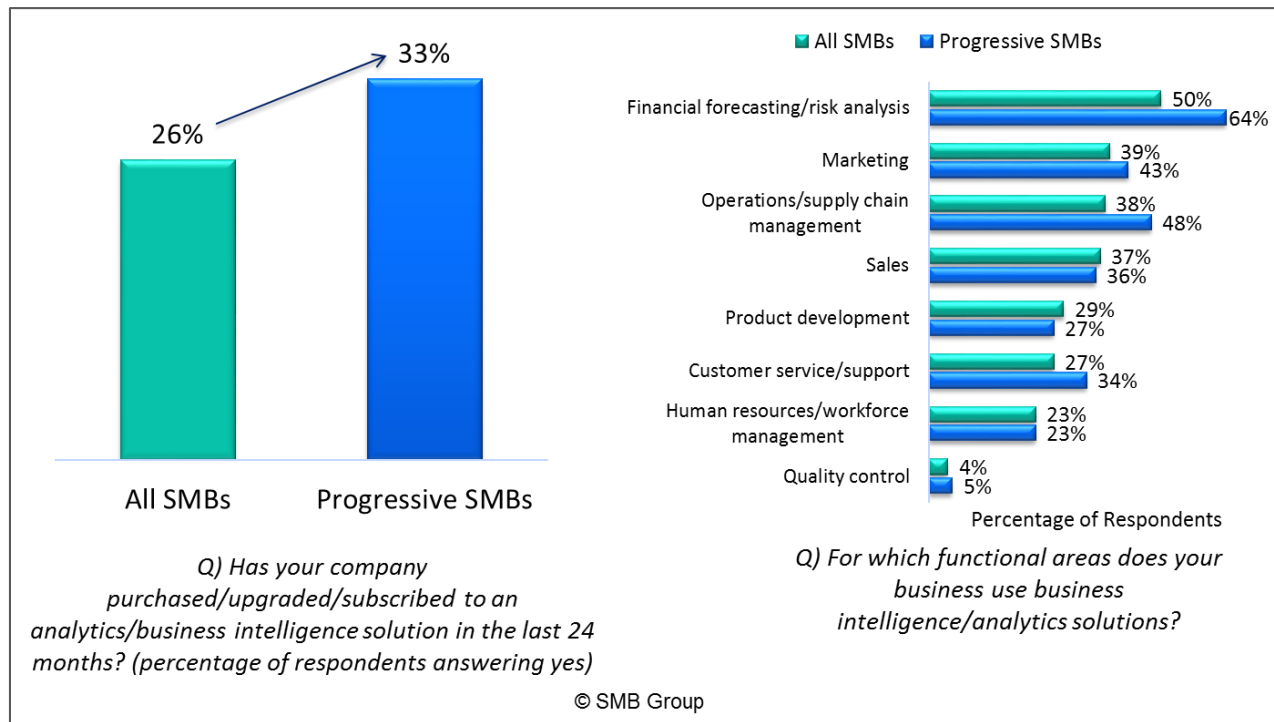 33%
26%
All SMBs
Progressive SMBs
Q) Has your company
purchased/upgraded/subscribed to an
analytics/business intelligence solution in the last 24
months? (percentage of respondents answering yes)
All SMBs Progressive SMBs
Financial forecasting/risk analysis
50%
64%
Marketing
39%
43%
Operations/supply chain
management
38%
48%
Sales
37%
36%
Product development
29%
27%
Customer service/support
27%
34%
Human resources/workforce
management
23%
23%
Quality control
4%
5%
Percentage of Respondents
Q) For which functional areas does your
business use business
intelligence/analytics solutions?
© SMB Group